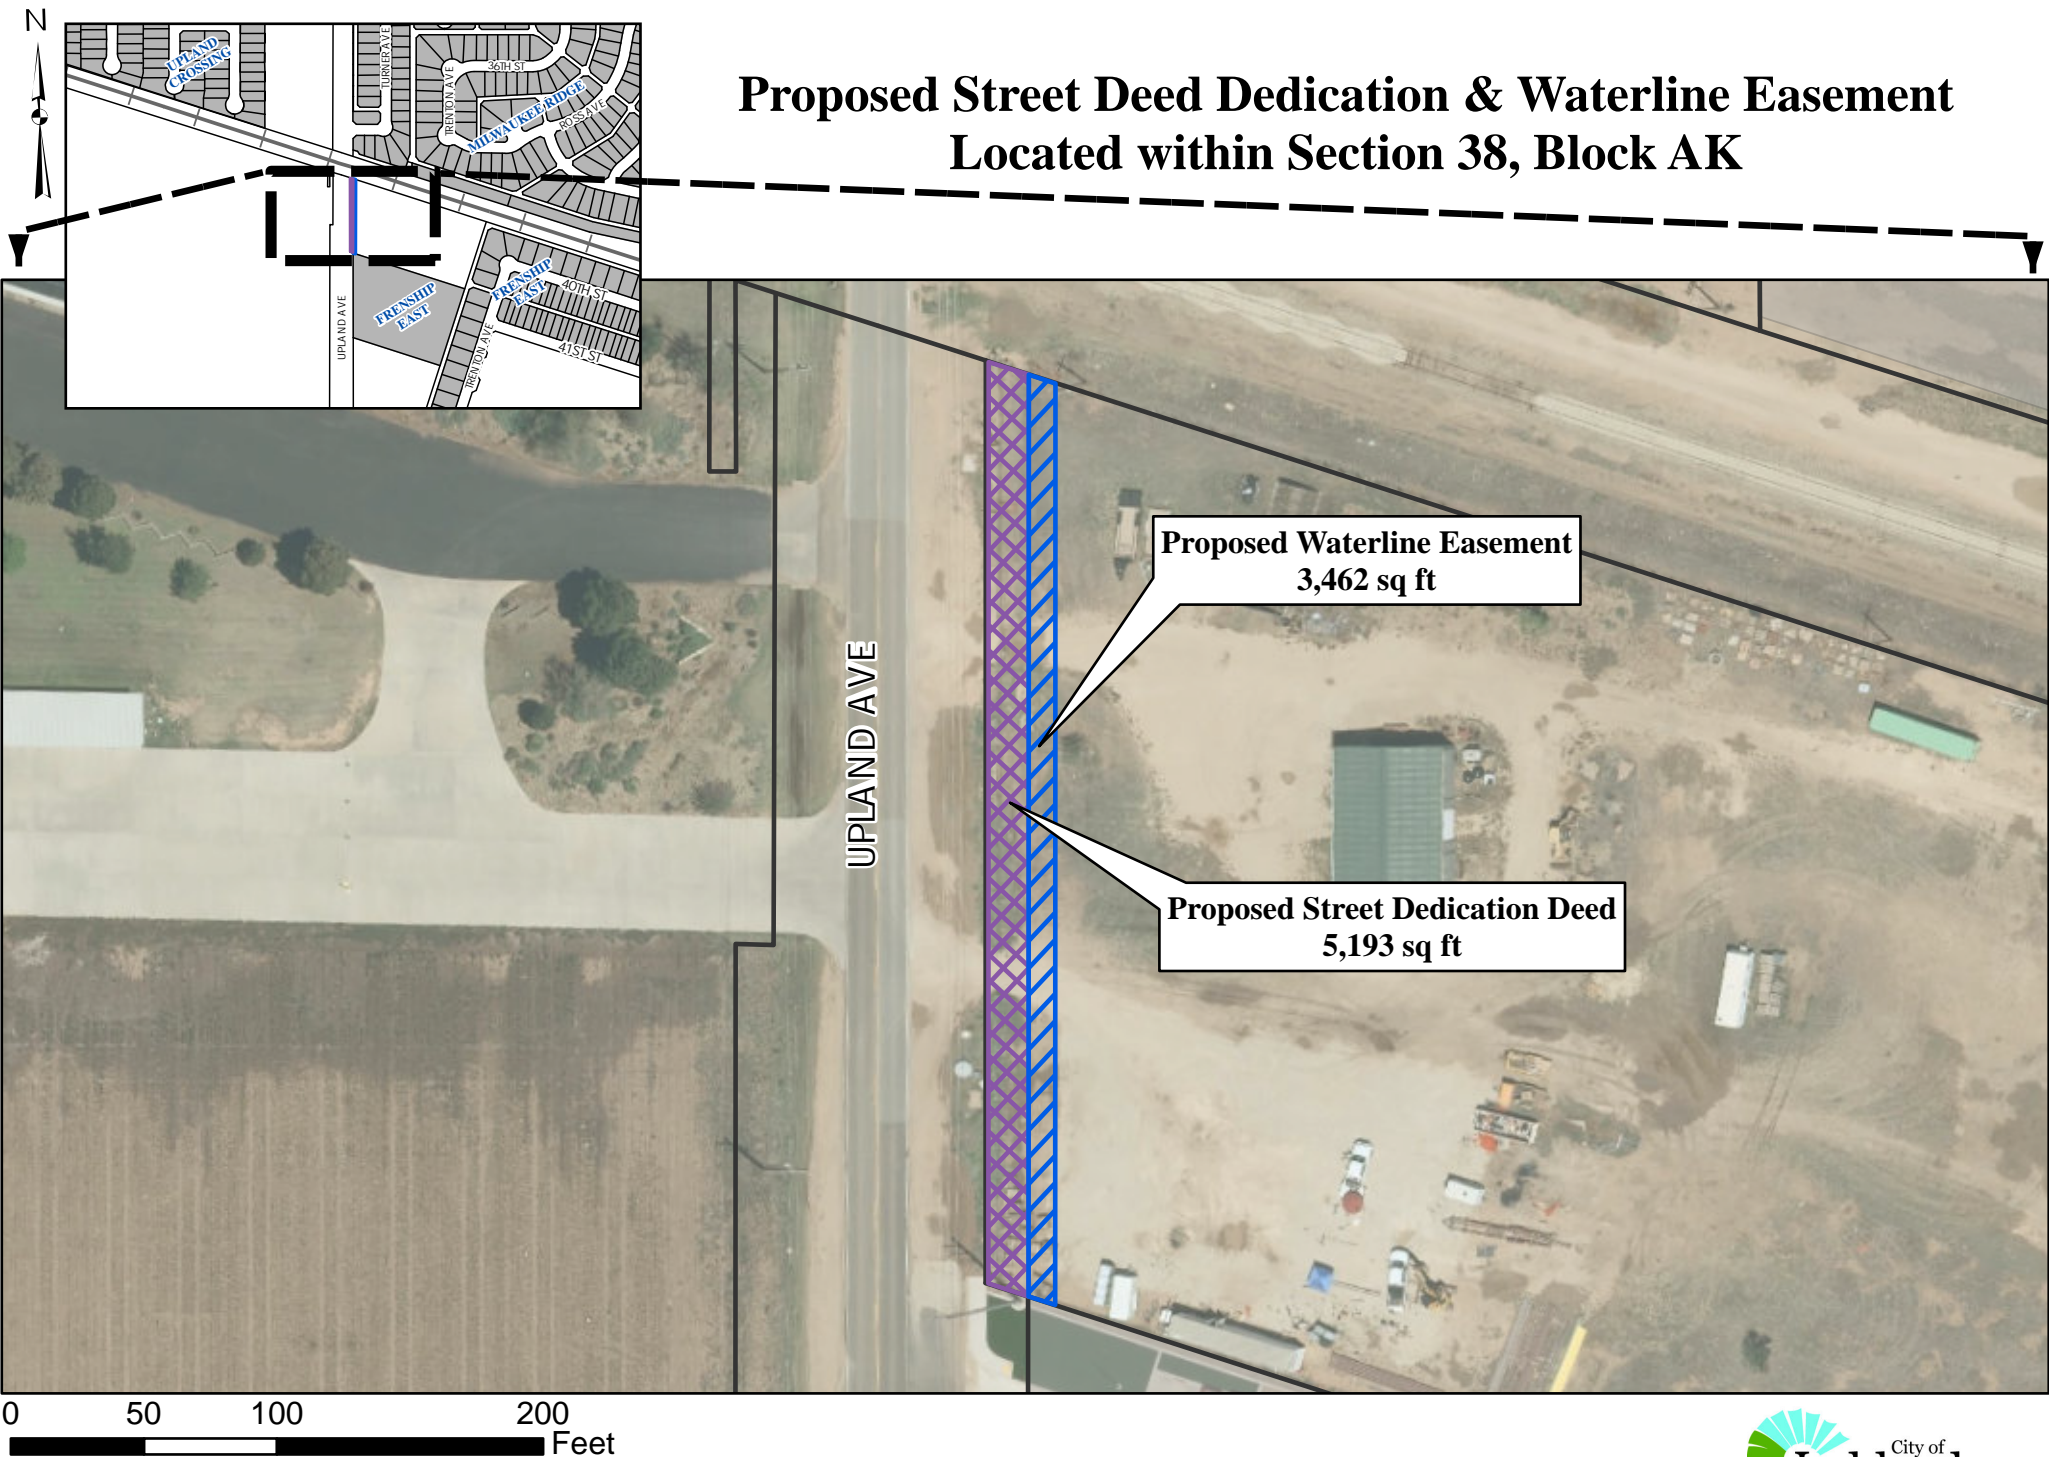 N
Proposed Street Deed Dedication & Waterline Easement
Located within Section 38, Block AK
UPLAND
CROSSING
TURNER AVE
36TH ST
TRENTON AVE
MILWAUKEE RIDGE
ROSS AVE
FRENSHIP
EAST
FRENSHIP
EAST
40TH ST
41ST ST
UPLAND AVE
TRENTON AVE
Proposed Waterline Easement
3,462 sq ft
UPLAND AVE
Proposed Street Dedication Deed
5,193 sq ft
0 50 100 200
Feet
City of